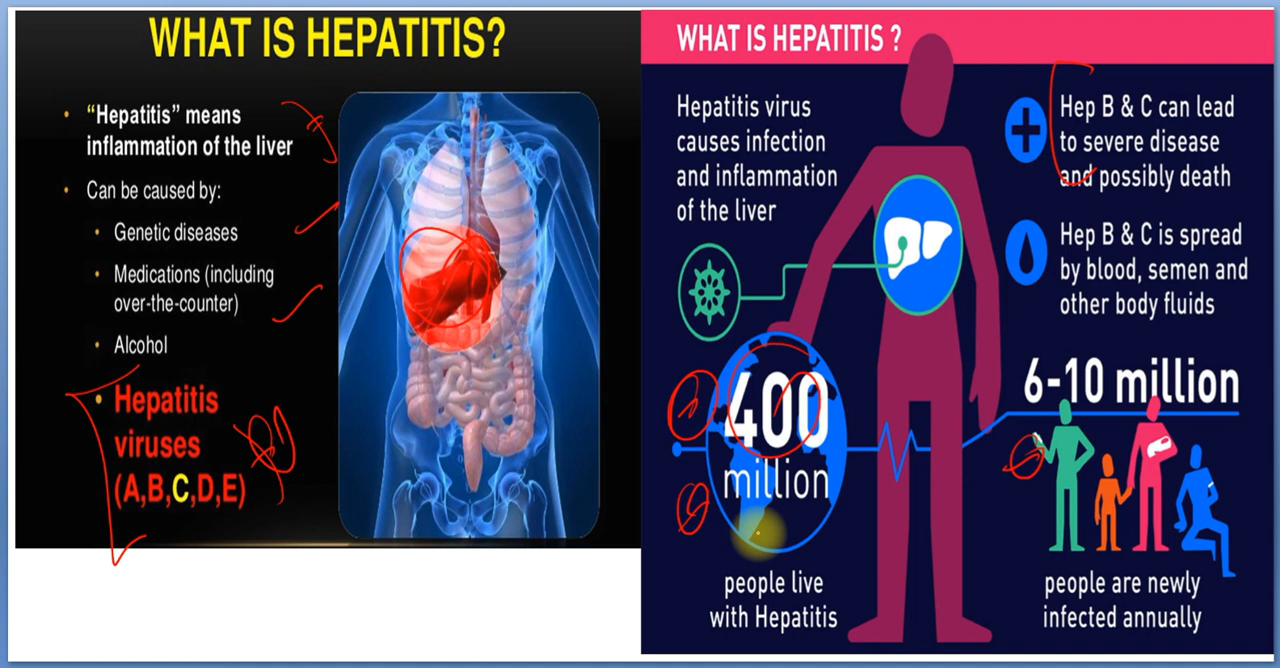 WHAT IS HEPATITIS?
• “Hepatitis” means
inflammation of the liver
• Can be caused by:
• Genetic diseases
• Medications (including
over-the-counter)
• Alcohol
• Hepatitis
viruses
(A,B,C,D,E)
WHAT IS HEPATITIS ?
Hepatitis virus
causes infection
and inflammation
of the liver
Hep B & C can lead
to severe disease
and possibly death
Hep B & C is spread
by blood, semen and
other body fluids
400
million
people live
with Hepatitis
6-10 million
people are newly
infected annually